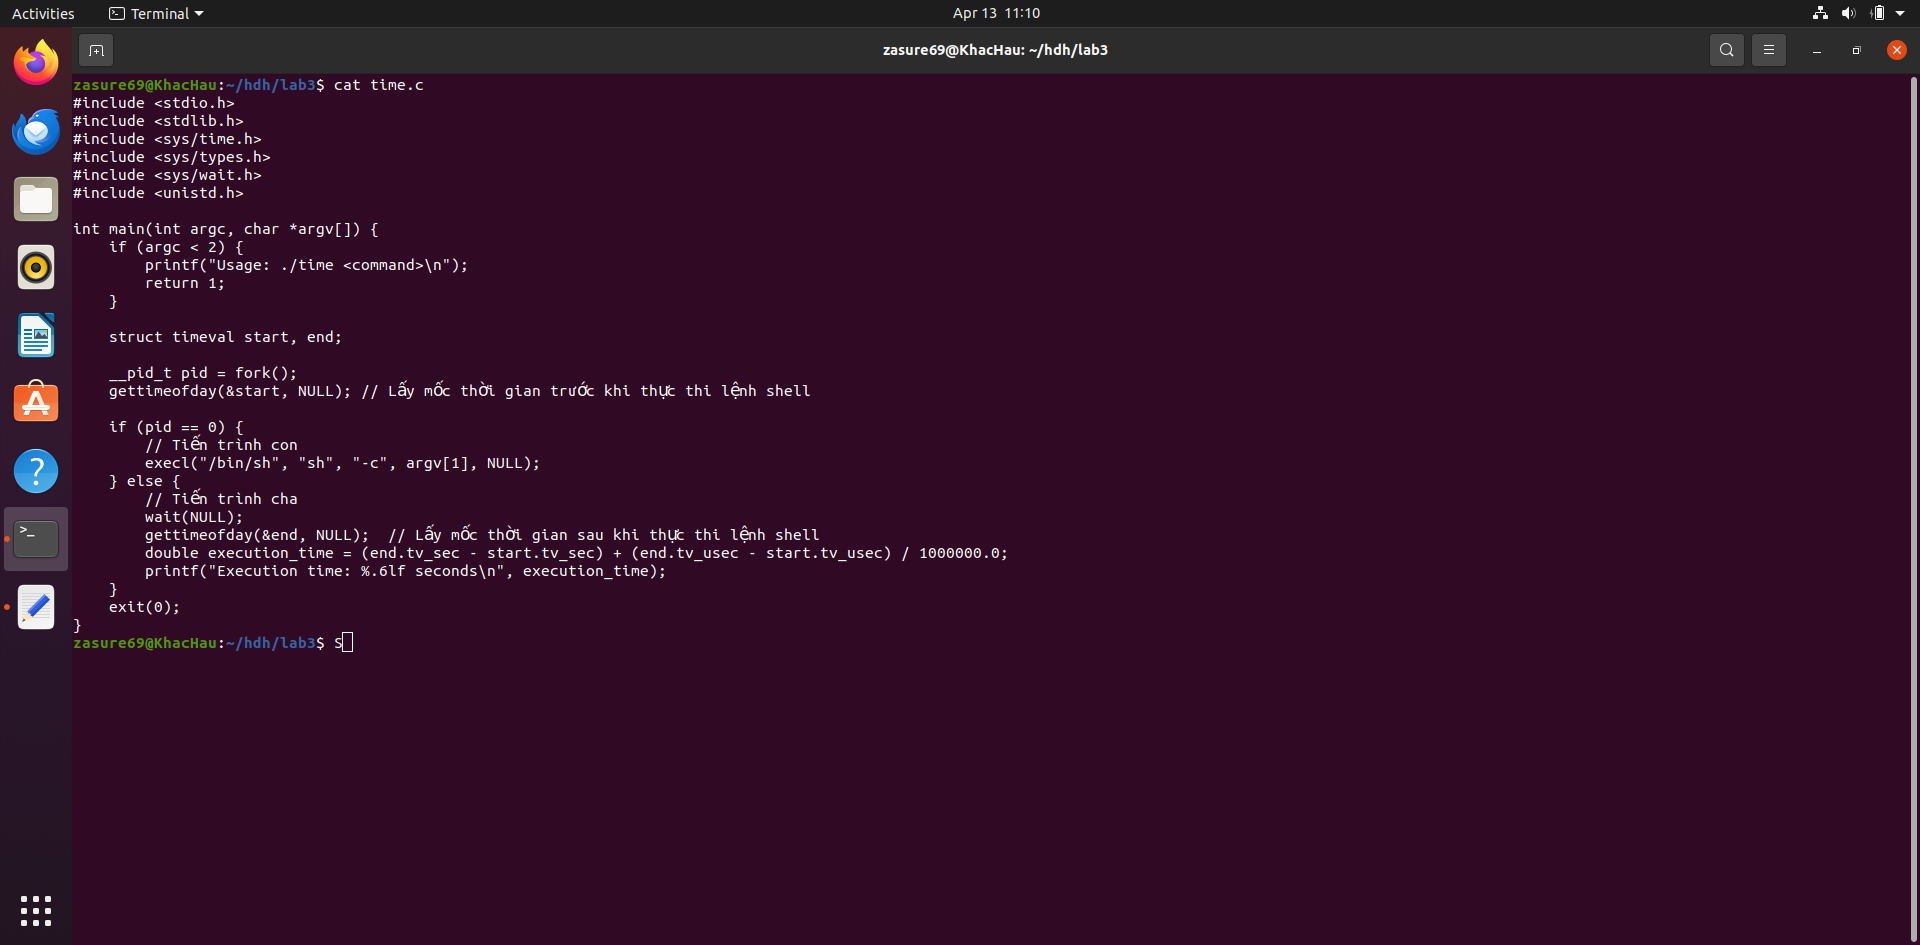 Activities
Terminal
Apr 13 11:10
zasure69@KhacHau: ~/hdh/lab3
zasure69@KhacHau:~/hdh/lab3$ cat time.c
#include <stdio.h>
#include <stdlib.h>
#include <sys/time.h>
#include <sys/types.h>
#include <sys/wait.h>
#include <unistd.h>
int main(int argc, char *argv[]) {
    if (argc < 2) {
        printf("Usage: ./time <command>\n");
        return 1;
    }
    struct timeval start, end;
    __pid_t pid = fork();
    gettimeofday(&start, NULL); // Lấy mốc thời gian trước khi thực thi lệnh shell
    if (pid == 0) {
        // Tiến trình con
        execl("/bin/sh", "sh", "-c", argv[1], NULL);
    } else {
        // Tiến trình cha
        wait(NULL);
        gettimeofday(&end, NULL);  // Lấy mốc thời gian sau khi thực thi lệnh shell
        double execution_time = (end.tv_sec - start.tv_sec) + (end.tv_usec - start.tv_usec) / 1000000.0;
        printf("Execution time: %.6lf seconds\n", execution_time);
    }
    exit(0);
}
zasure69@KhacHau:~/hdh/lab3$ S